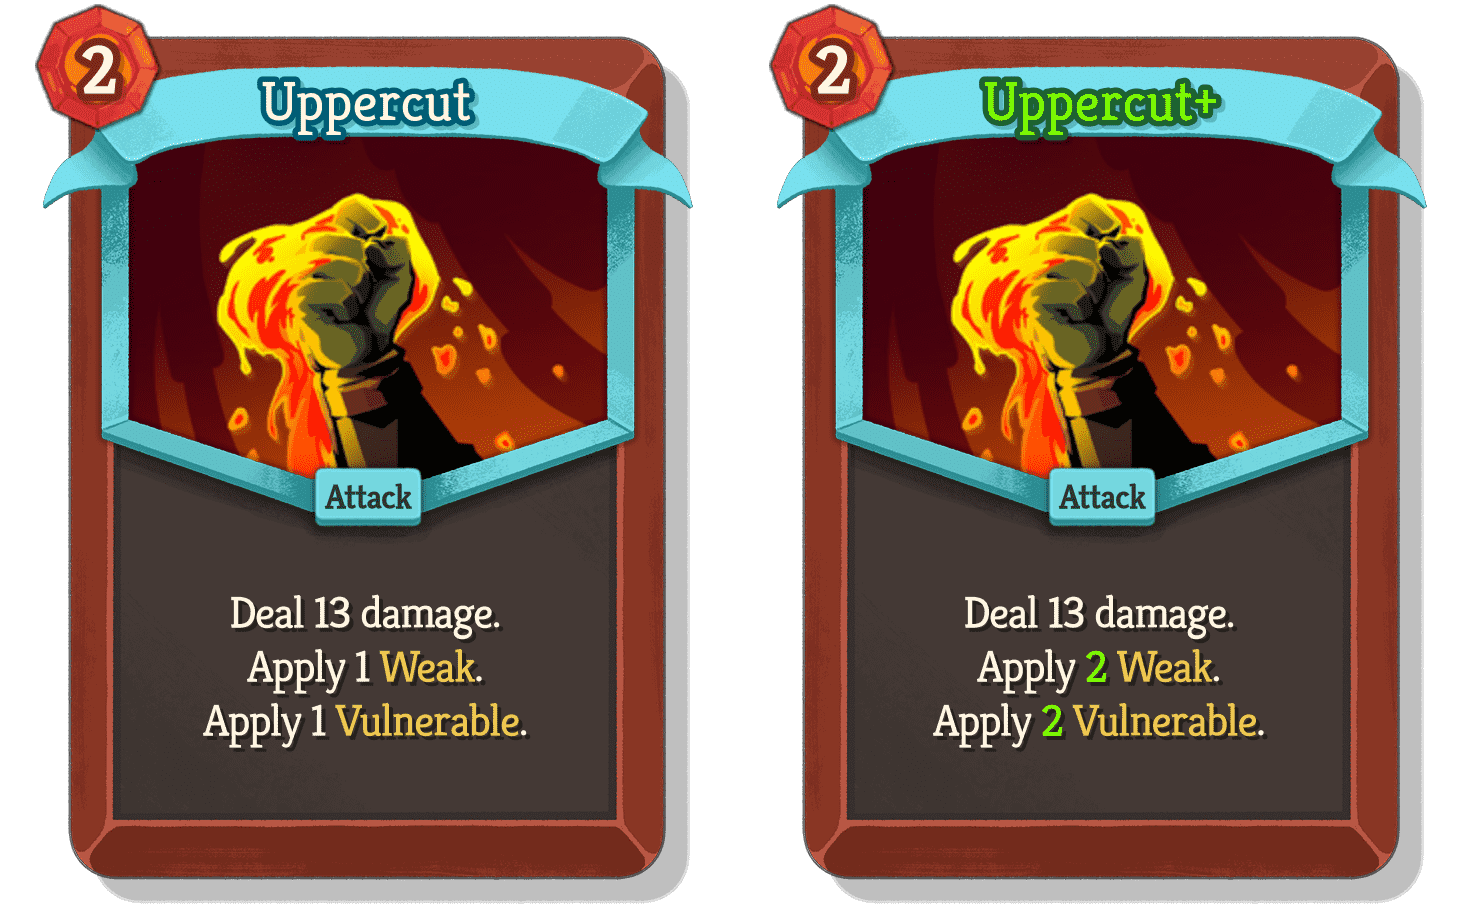 2
Uppercut
Attack
Deal 13 damage.
Apply 1 Weak.
Apply 1 Vulnerable.
2
Uppercut+
Attack
Deal 13 damage.
Apply 2 Weak.
Apply 2 Vulnerable.